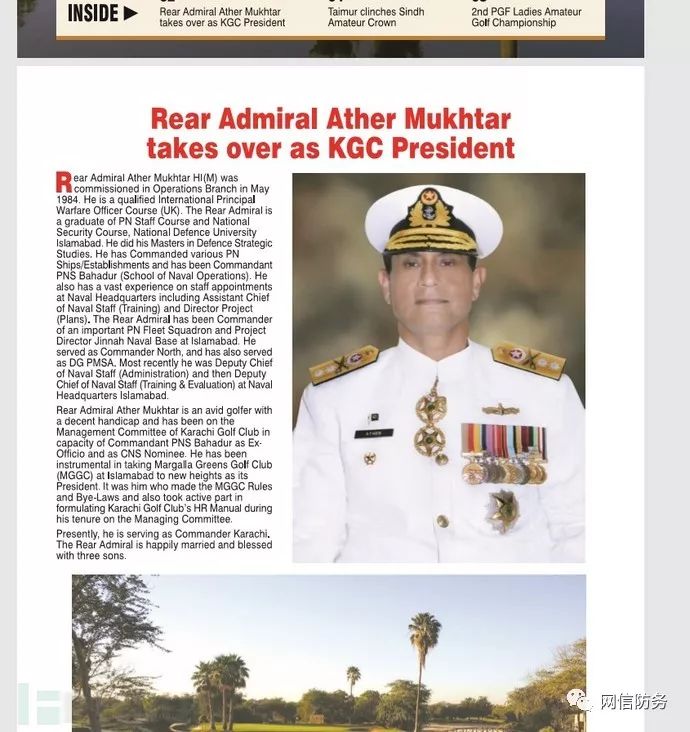 INSIDE
Rear Admiral Ather Mukhtar
takes over as KGC President
Taimur clinches Sindh
Amateur Crown
2nd PGF Ladies Amateur
Golf Championship
Rear Admiral Ather Mukhtar
takes over as KGC President
Rear Admiral Ather Mukhtar HI(M) was
commissioned in Operations Branch in May
1984. He is a qualified International Principal
Warfare Officer Course (UK). The Rear Admiral is
a graduate of PN Staff Course and National
Security Course, National Defence University
Islamabad. He did his Masters in Defence Strategic
Studies. He has Commanded various PN
Ships/Establishments and has been Commandant
PNS Bahadur (School of Naval Operations). He
also has a vast experience on staff appointments
at Naval Headquarters including Assistant Chief
of Naval Staff (Training) and Director Project
(Plans). The Rear Admiral has been Commander
of an important PN Fleet Squadron and Project
Director Jinnah Naval Base at Islamabad. He
served as Commander North, and has also served
as DG PMSA. Most recently he was Deputy Chief
of Naval Staff (Administration) and then Deputy
Chief of Naval Staff (Training & Evaluation) at Naval
Headquarters Islamabad.
Rear Admiral Ather Mukhtar is an avid golfer with
a decent handicap and has been on the
Management Committee of Karachi Golf Club in
capacity of Commandant PNS Bahadur as Ex-
Officio and as CNS Nominee. He has been
instrumental in taking Margalla Greens Golf Club
(MGGC) at Islamabad to new heights as its
President. It was him who made the MGGC Rules
and Bye-Laws and also took active part in
formulating Karachi Golf Club's HR Manual during
his tenure on the Managing Committee.
Presently, he is serving as Commander Karachi.
The Rear Admiral is happily married and blessed
with three sons.
ATHER
网信防务